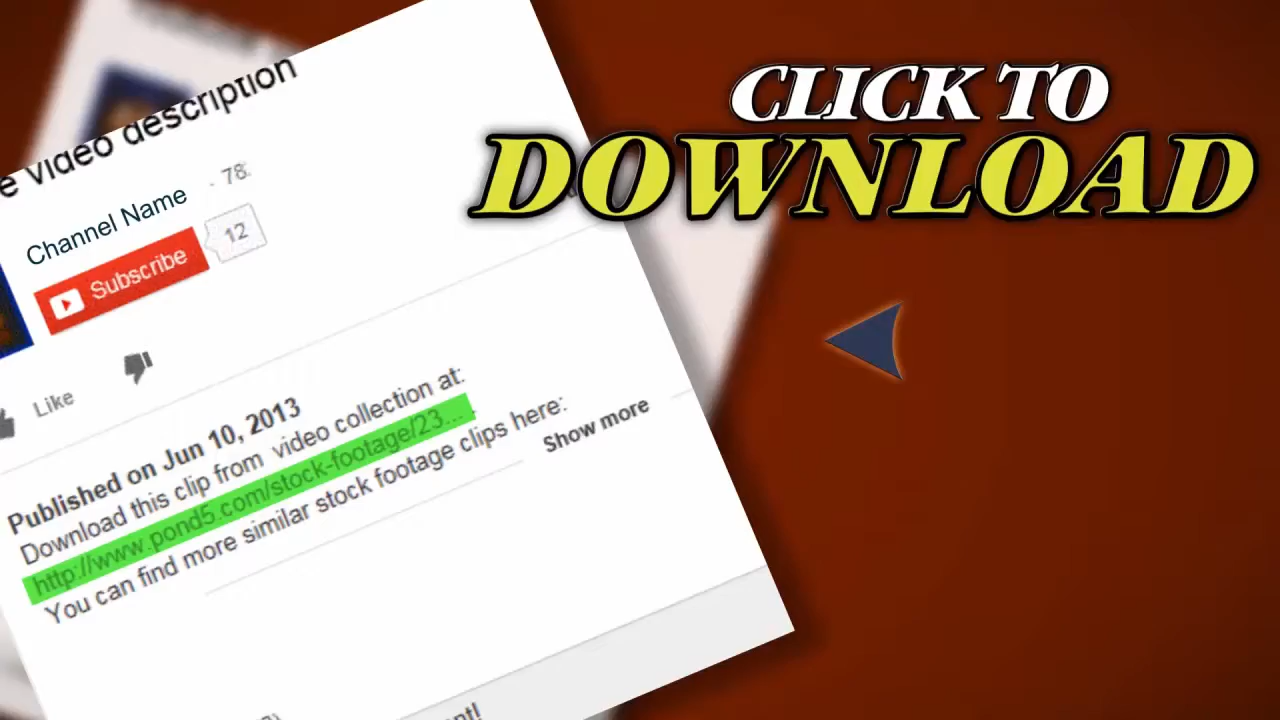 CLICK TO
DOWNLOAD
e video description
Channel Name
78
Subscribe
12
Like
Published on Jun 10, 2013
Download this clip from video collection at:
http://www.pond5.com/stock-footage/23...
You can find more similar stock footage clips here:
Show more